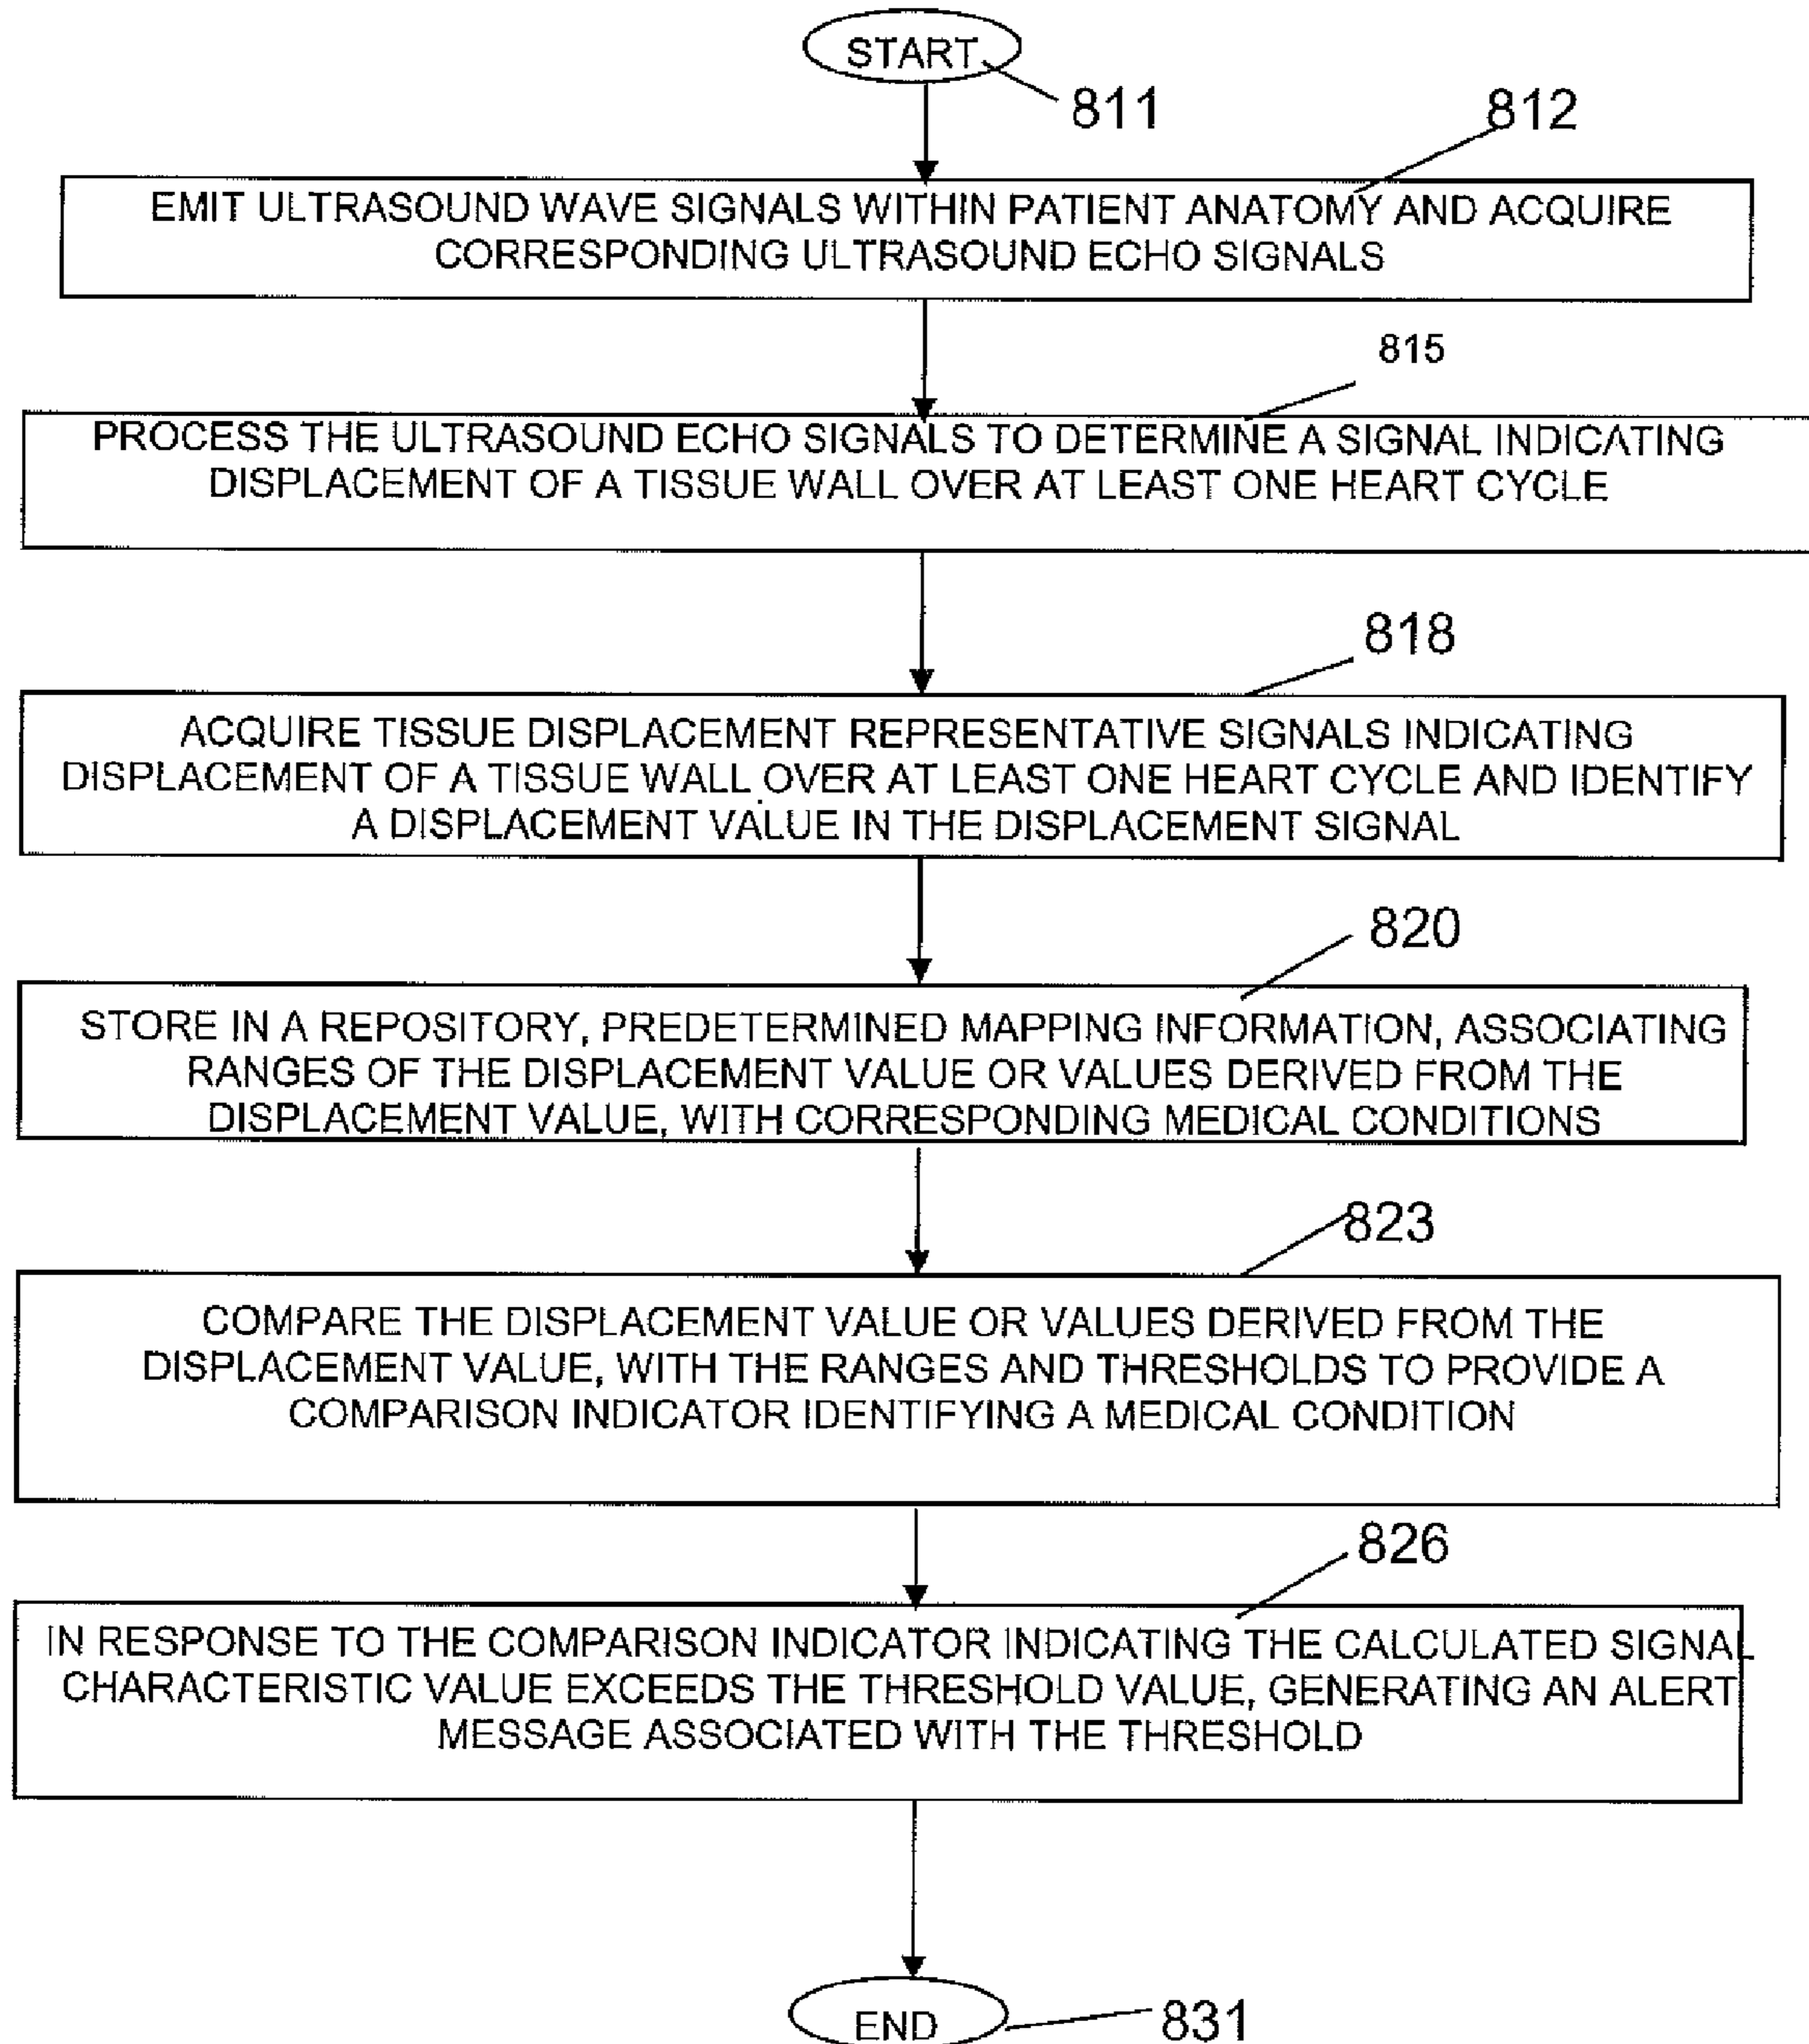 START
811
812
EMIT ULTRASOUND WAVE SIGNALS WITHIN PATIENT ANATOMY AND ACQUIRE
CORRESPONDING ULTRASOUND ECHO SIGNALS
815
PROCESS THE ULTRASOUND ECHO SIGNALS TO DETERMINE A SIGNAL INDICATING
DISPLACEMENT OF A TISSUE WALL OVER AT LEAST ONE HEART CYCLE
818
ACQUIRE TISSUE DISPLACEMENT REPRESENTATIVE SIGNALS INDICATING
DISPLACEMENT OF A TISSUE WALL OVER AT LEAST ONE HEART CYCLE AND IDENTIFY
A DISPLACEMENT VALUE IN THE DISPLACEMENT SIGNAL
820
STORE IN A REPOSITORY, PREDETERMINED MAPPING INFORMATION, ASSOCIATING
RANGES OF THE DISPLACEMENT VALUE OR VALUES DERIVED FROM THE
DISPLACEMENT VALUE, WITH CORRESPONDING MEDICAL CONDITIONS
823
COMPARE THE DISPLACEMENT VALUE OR VALUES DERIVED FROM THE
DISPLACEMENT VALUE, WITH THE RANGES AND THRESHOLDS TO PROVIDE A
COMPARISON INDICATOR IDENTIFYING A MEDICAL CONDITION
826
IN RESPONSE TO THE COMPARISON INDICATOR INDICATING THE CALCULATED SIGNAL
CHARACTERISTIC VALUE EXCEEDS THE THRESHOLD VALUE, GENERATING AN ALERT
MESSAGE ASSOCIATED WITH THE THRESHOLD
END
831